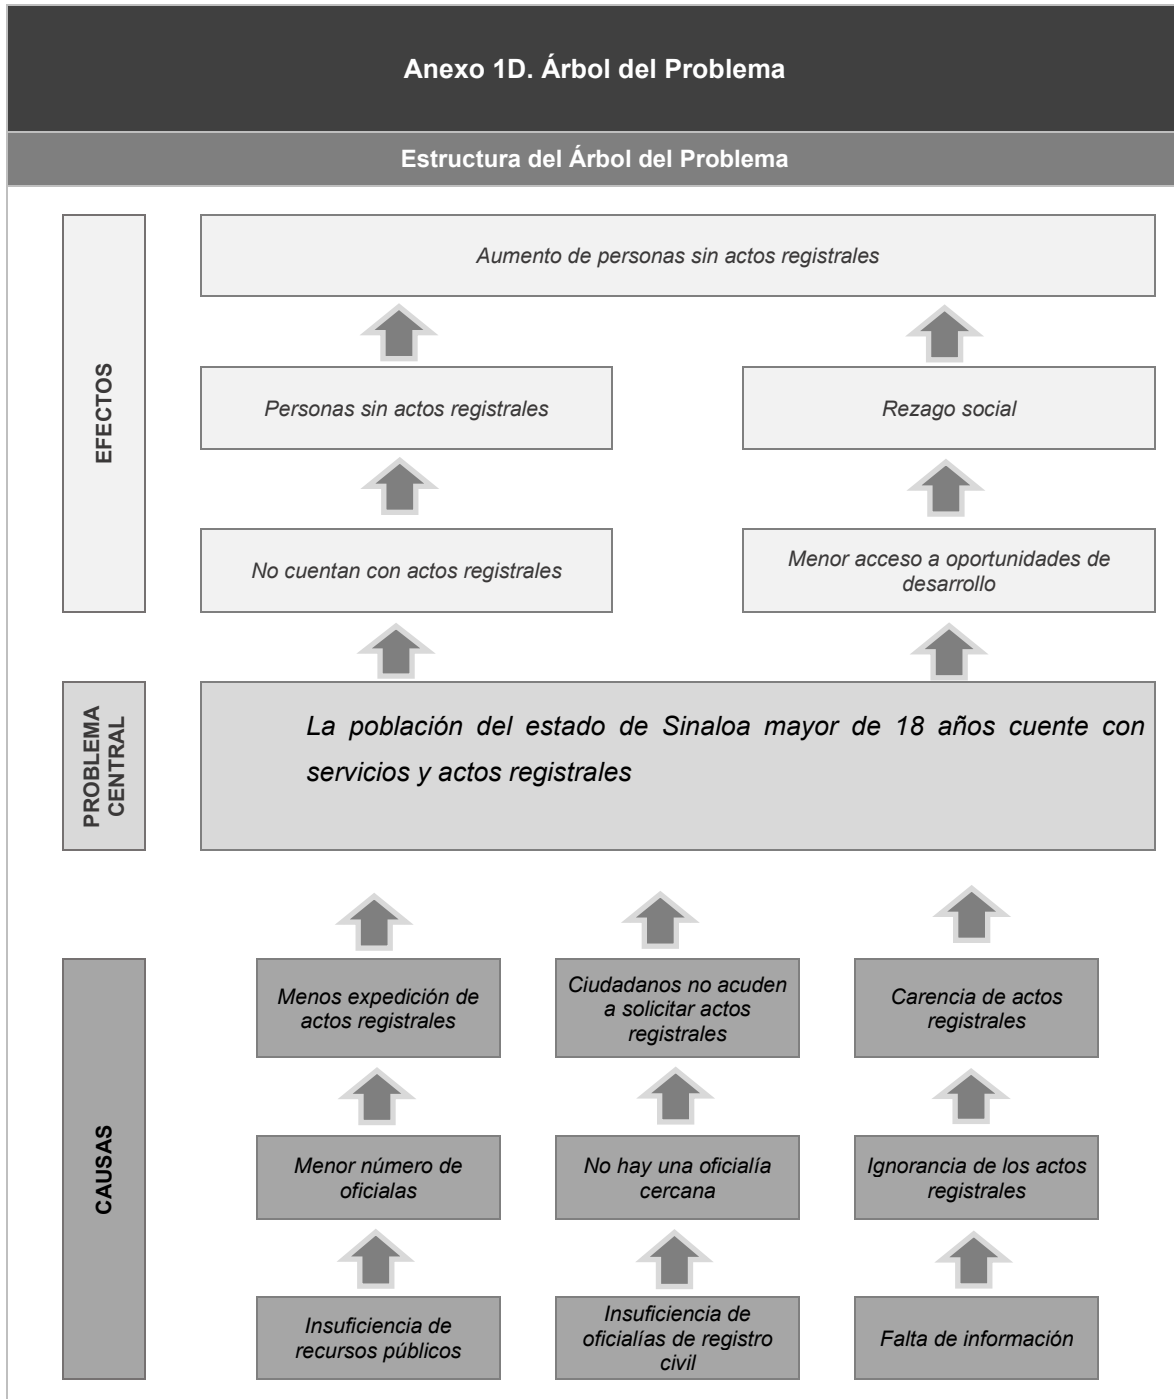 Anexo 1D. Árbol del Problema
Estructura del Árbol del Problema
EFECTOS
Aumento de personas sin actos registrales
Personas sin actos registrales
Rezago social
No cuentan con actos registrales
Menor acceso a oportunidades de
desarrollo
PROBLEMA
CENTRAL
La población del estado de Sinaloa mayor de 18 años cuente con
servicios y actos registrales
CAUSAS
Menos expedición de
actos registrales
Ciudadanos no acuden
a solicitar actos
registrales
Carencia de actos
registrales
Menor número de
oficialas
No hay una oficialía
cercana
Ignorancia de los actos
registrales
Insuficiencia de
recursos públicos
Insuficiencia de
oficialías de registro
civil
Falta de información